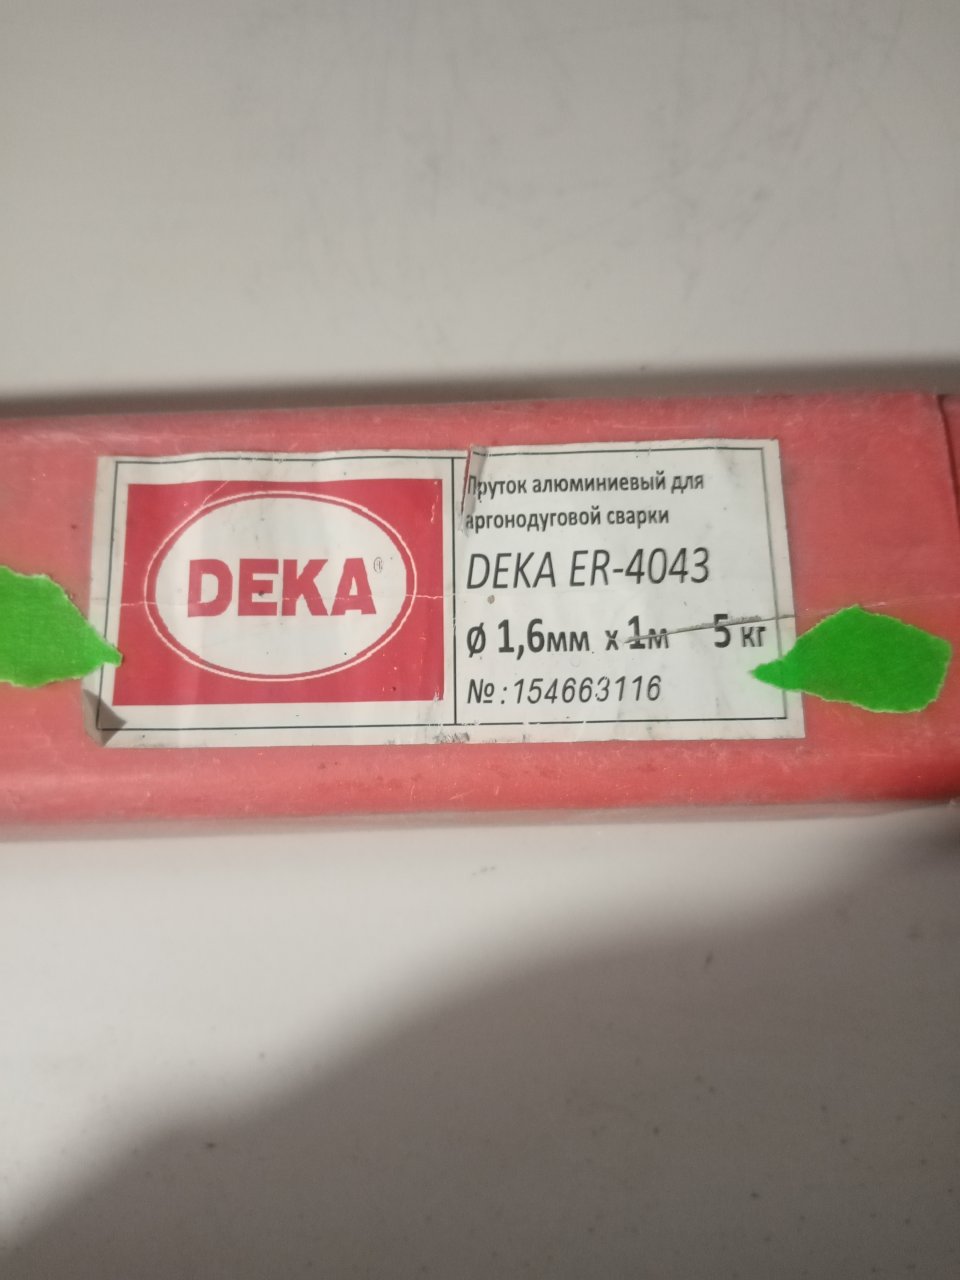 DEKA®
Пруток алюминиевый для
аргонодуговой сварки
DEKA ER-4043
Ø 1,6мм x 1м 5 кг
№:154663116